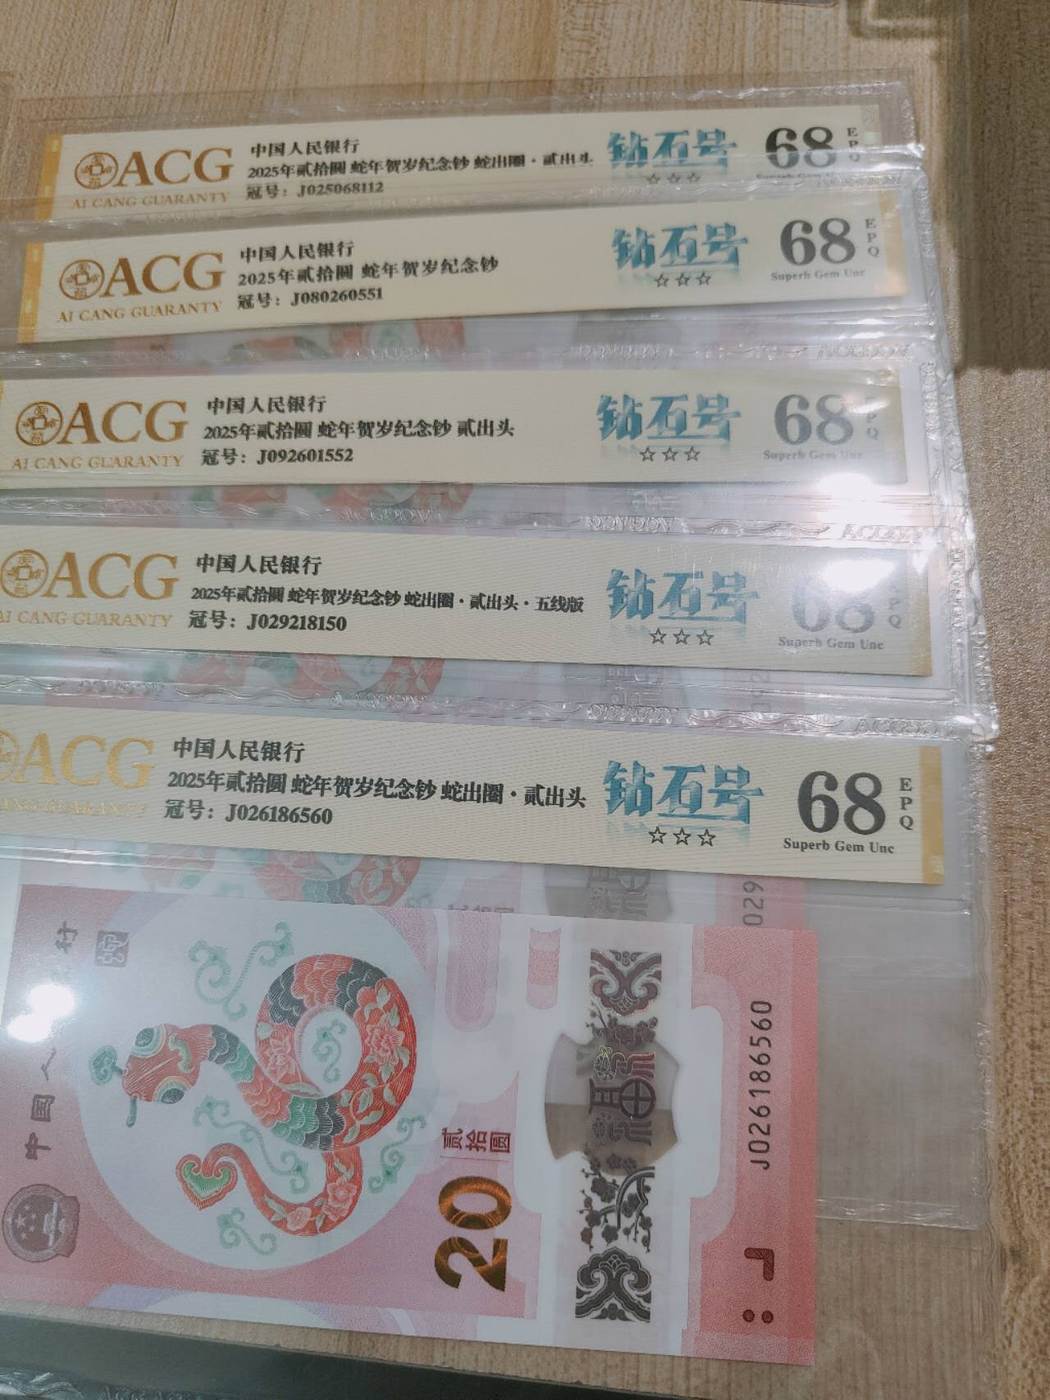 ACG
AI CANG GUARANTY
中国人民银行
2025年贰拾圆 蛇年贺岁纪念钞 蛇出圈·贰出头
冠号：J025068112
钻石号
☆☆☆
68
EPQ
ACG
AI CANG GUARANTY
中国人民银行
2025年贰拾圆 蛇年贺岁纪念钞
冠号：J080260551
钻石号
☆☆☆
68
EPQ
Superb Gem Unc
ACG
AI CANG GUARANTY
中国人民银行
2025年贰拾圆 蛇年贺岁纪念钞 贰出头
冠号：J092601552
钻石号
☆☆☆
68
EPQ
Superb Gem Unc
ACG
AI CANG GUARANTY
中国人民银行
2025年贰拾圆 蛇年贺岁纪念钞 蛇出圈·贰出头·五线版
冠号：J029218150
钻石号
☆☆☆
68
EPQ
Superb Gem Unc
ACG
中国人民银行
2025年贰拾圆 蛇年贺岁纪念钞 蛇出圈·贰出头
冠号：J026186560
钻石号
☆☆☆
68
EPQ
Superb Gem Unc
029
中国人
贰拾圆
20
J026186560